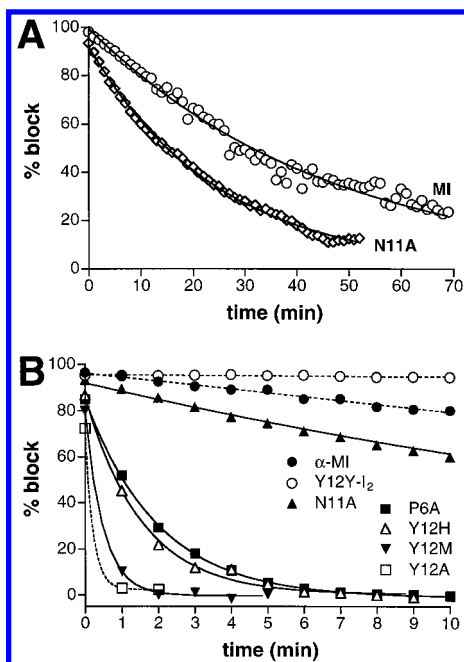 A
100
80
60
40
20
0
% block
MI
N11A
0 10 20 30 40 50 60 70
time (min)
B
100
80
60
40
20
0
% block
α-MI
Y12Y-I₂
N11A
P6A
Y12H
Y12M
Y12A
0 1 2 3 4 5 6 7 8 9 10
time (min)